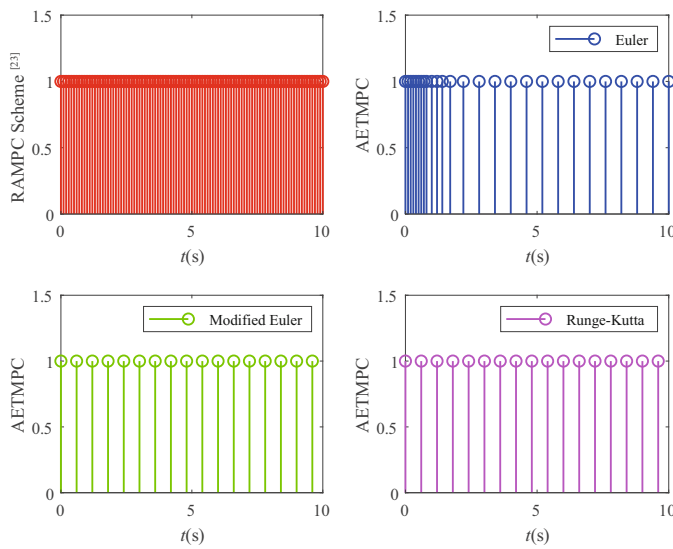 RAMPC Scheme [23]
1.5
1
0.5
0
0 5 10
t(s)
AETMPC
1.5
1
0.5
0
0 5 10
t(s)
Euler
AETMPC
1.5
1
0.5
0
0 5 10
t(s)
Modified Euler
AETMPC
1.5
1
0.5
0
0 5 10
t(s)
Runge-Kutta